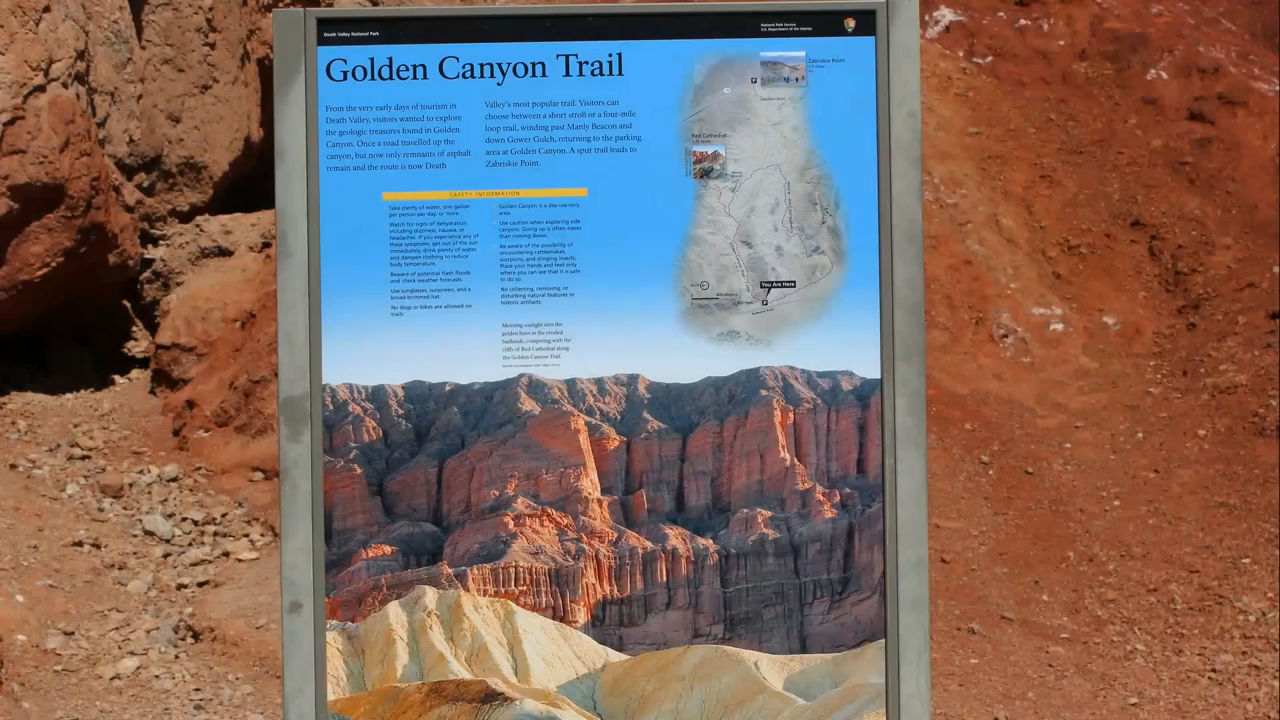 Death Valley National Park
National Park Service
U.S. Department of the Interior
Golden Canyon Trail
From the very early days of tourism in
Death Valley, visitors wanted to explore
the geologic treasures found in Golden
Canyon. Once a road travelled up the
canyon, but now only remnants of asphalt
remain and the route is now Death
Valley's most popular trail. Visitors can
choose between a short stroll or a four-mile
loop trail, winding past Manly Beacon and
down Gower Gulch, returning to the parking
area at Golden Canyon. A spur trail leads to
Zabriskie Point.
SAFETY INFORMATION
Take plenty of water, one gallon,
per person-per day, or more.
Watch for signs of dehydration,
including dizziness, nausea, or
headache. If you experience any of
these symptoms, get out of the sun
immediately, drink plenty of water,
and dampen clothing to reduce
body temperature.
Beware of potential flash floods
and check weather forecasts.
Use sunglasses, sunscreen, and a
broad-brimmed hat.
No dogs or bikes are allowed on
trails.
Golden Canyon is a day-use-only
area.
Use caution when exploring side
canyons. Going up is often easier
than coming down.
Be aware of the possibility of
encountering rattlesnakes,
scorpions, and stinging insects.
Place your hands and feet only
where you can see that it is safe
to do so.
No collecting, removing, or
disturbing natural features or
historic artifacts.
Morning sunlight stirs the
golden hues in the eroded
badlands, competing with the
cliffs of Red Cathedral along
the Golden Canyon Trail.
Zabriskie Point
Zabriskie Point
Red Cathedral
Manly
Beacon
You Are Here